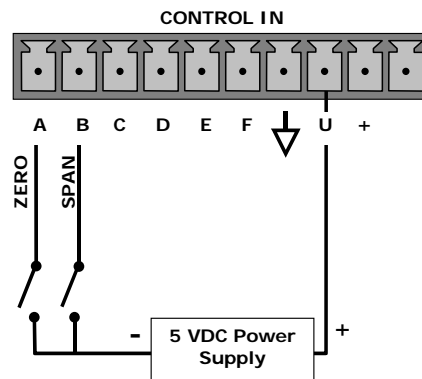 CONTROL IN
A B C D E F U +
ZERO
SPAN
- 5 VDC Power +
Supply